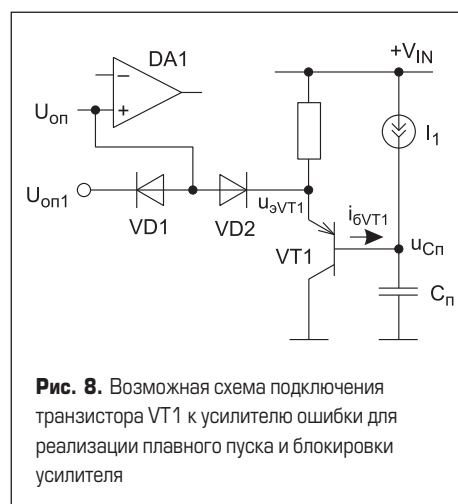 DA1
+V_IN
−
+
U_оп
I_1
U_оп1
u_эVT1
i_бVT1
VD1
VD2
VT1
u_Cп
C_п
Рис. 8. Возможная схема подключения
транзистора VT1 к усилителю ошибки для
реализации плавного пуска и блокировки
усилителя